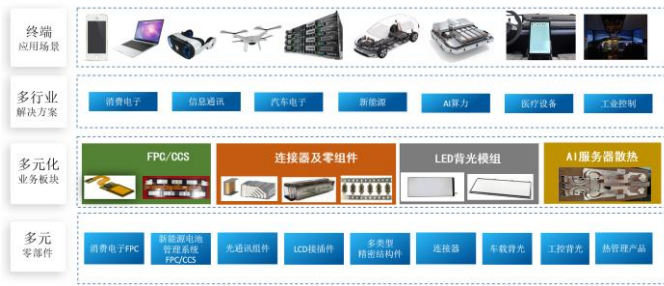 终端
应用场景
多行业
解决方案
消费电子
信息通讯
汽车电子
新能源
AI算力
医疗设备
工业控制
多元化
业务板块
FPC/CCS
连接器及零组件
LED背光模组
AI服务器散热
多元
零部件
消费电子FPC
新能源电池
管理系统
FPC/CCS
光通讯组件
LCD接插件
多类型
精密结构件
连接器
车载背光
工控背光
热管理产品